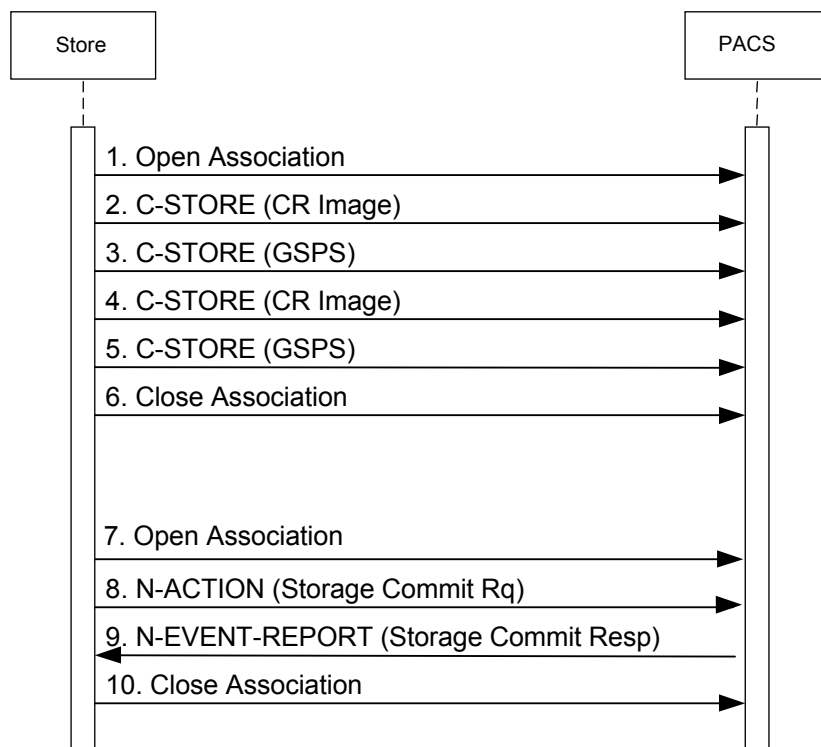 Store
PACS
1. Open Association
2. C-STORE (CR Image)
3. C-STORE (GSPS)
4. C-STORE (CR Image)
5. C-STORE (GSPS)
6. Close Association
7. Open Association
8. N-ACTION (Storage Commit Rq)
9. N-EVENT-REPORT (Storage Commit Resp)
10. Close Association